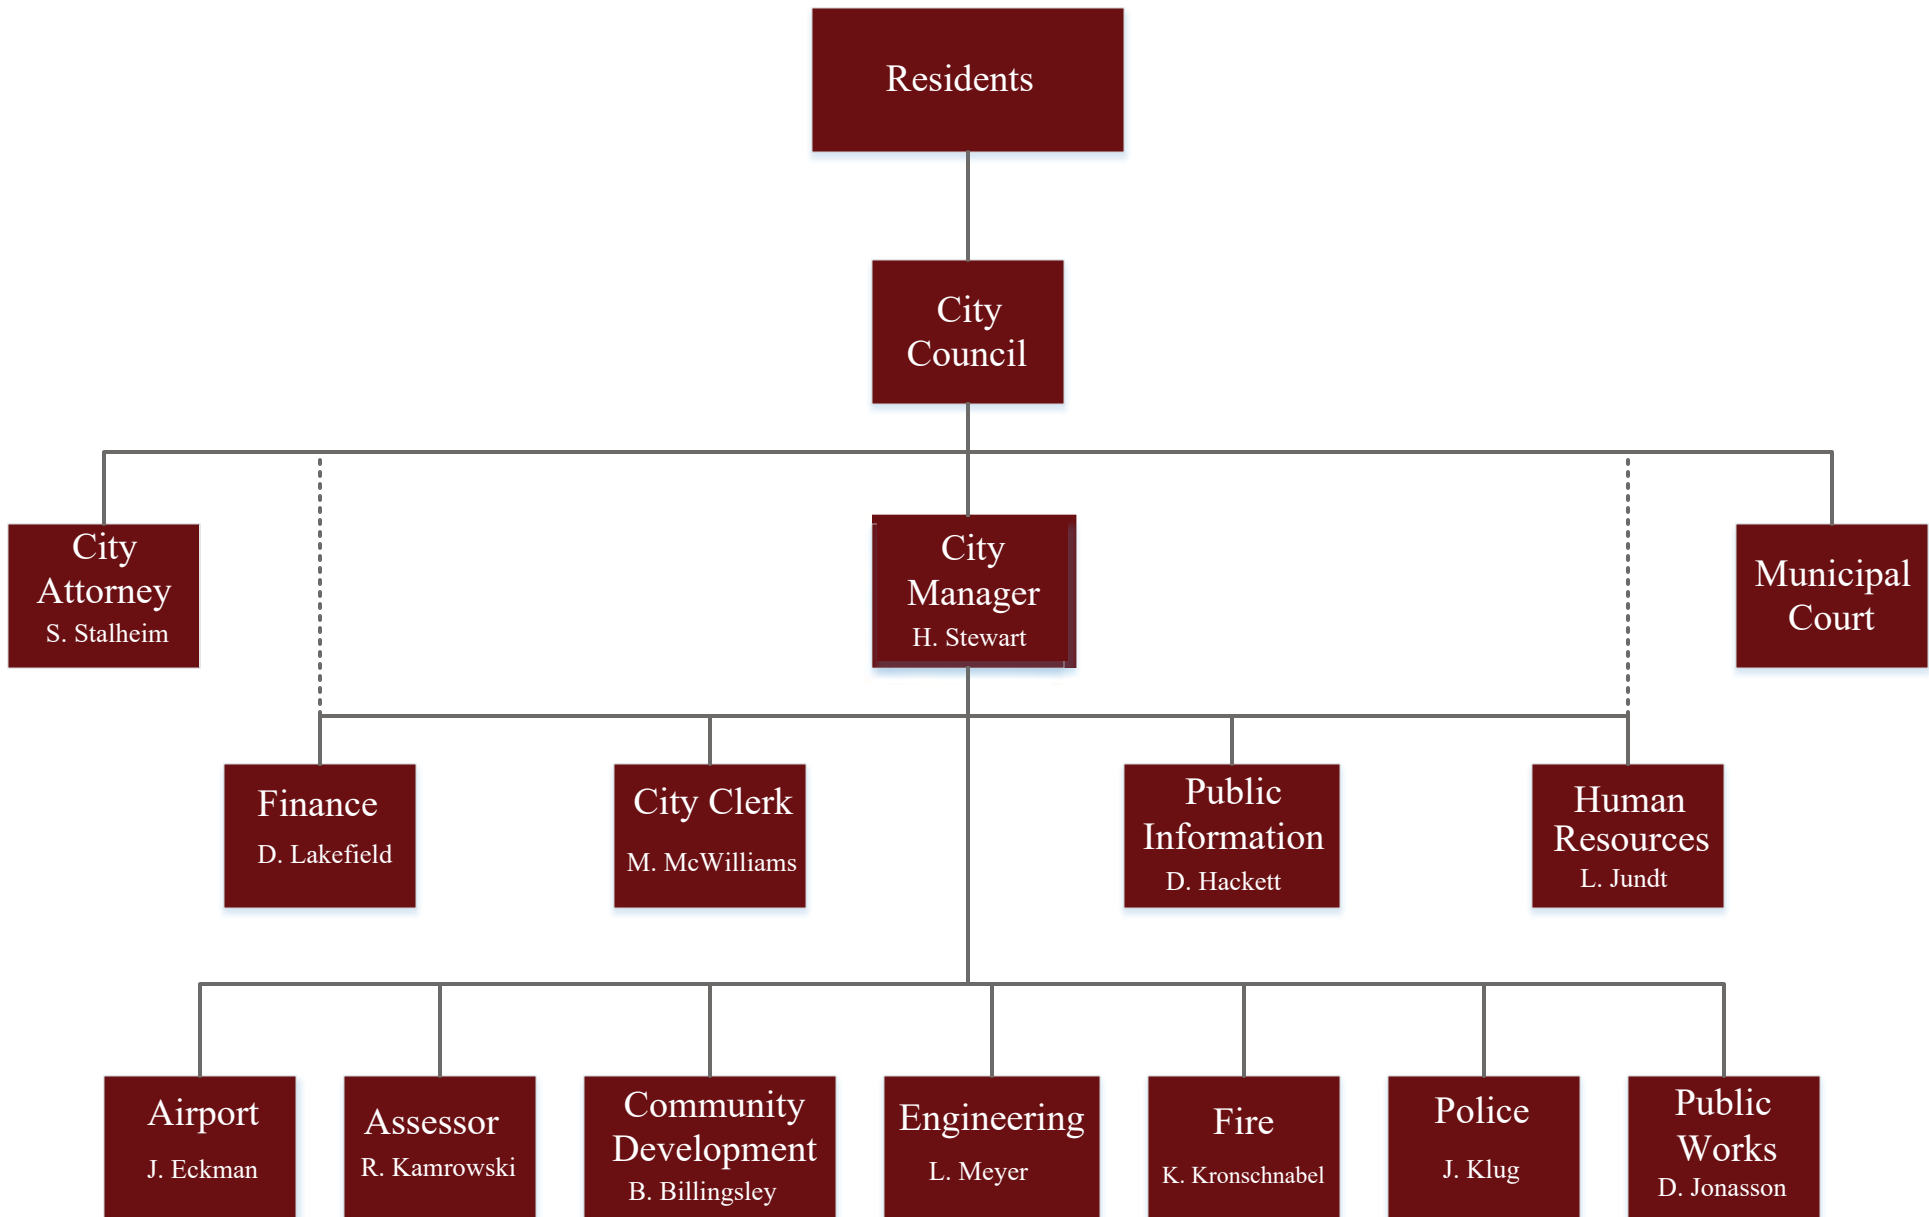 Residents
City
Council
City
Attorney
S. Stalheim
City
Manager
H. Stewart
Municipal
Court
Finance
D. Lakefield
City Clerk
M. McWilliams
Public
Information
D. Hackett
Human
Resources
L. Jundt
Airport
J. Eckman
Assessor
R. Kamrowski
Community
Development
B. Billingsley
Engineering
L. Meyer
Fire
K. Kronschnabel
Police
J. Klug
Public
Works
D. Jonasson